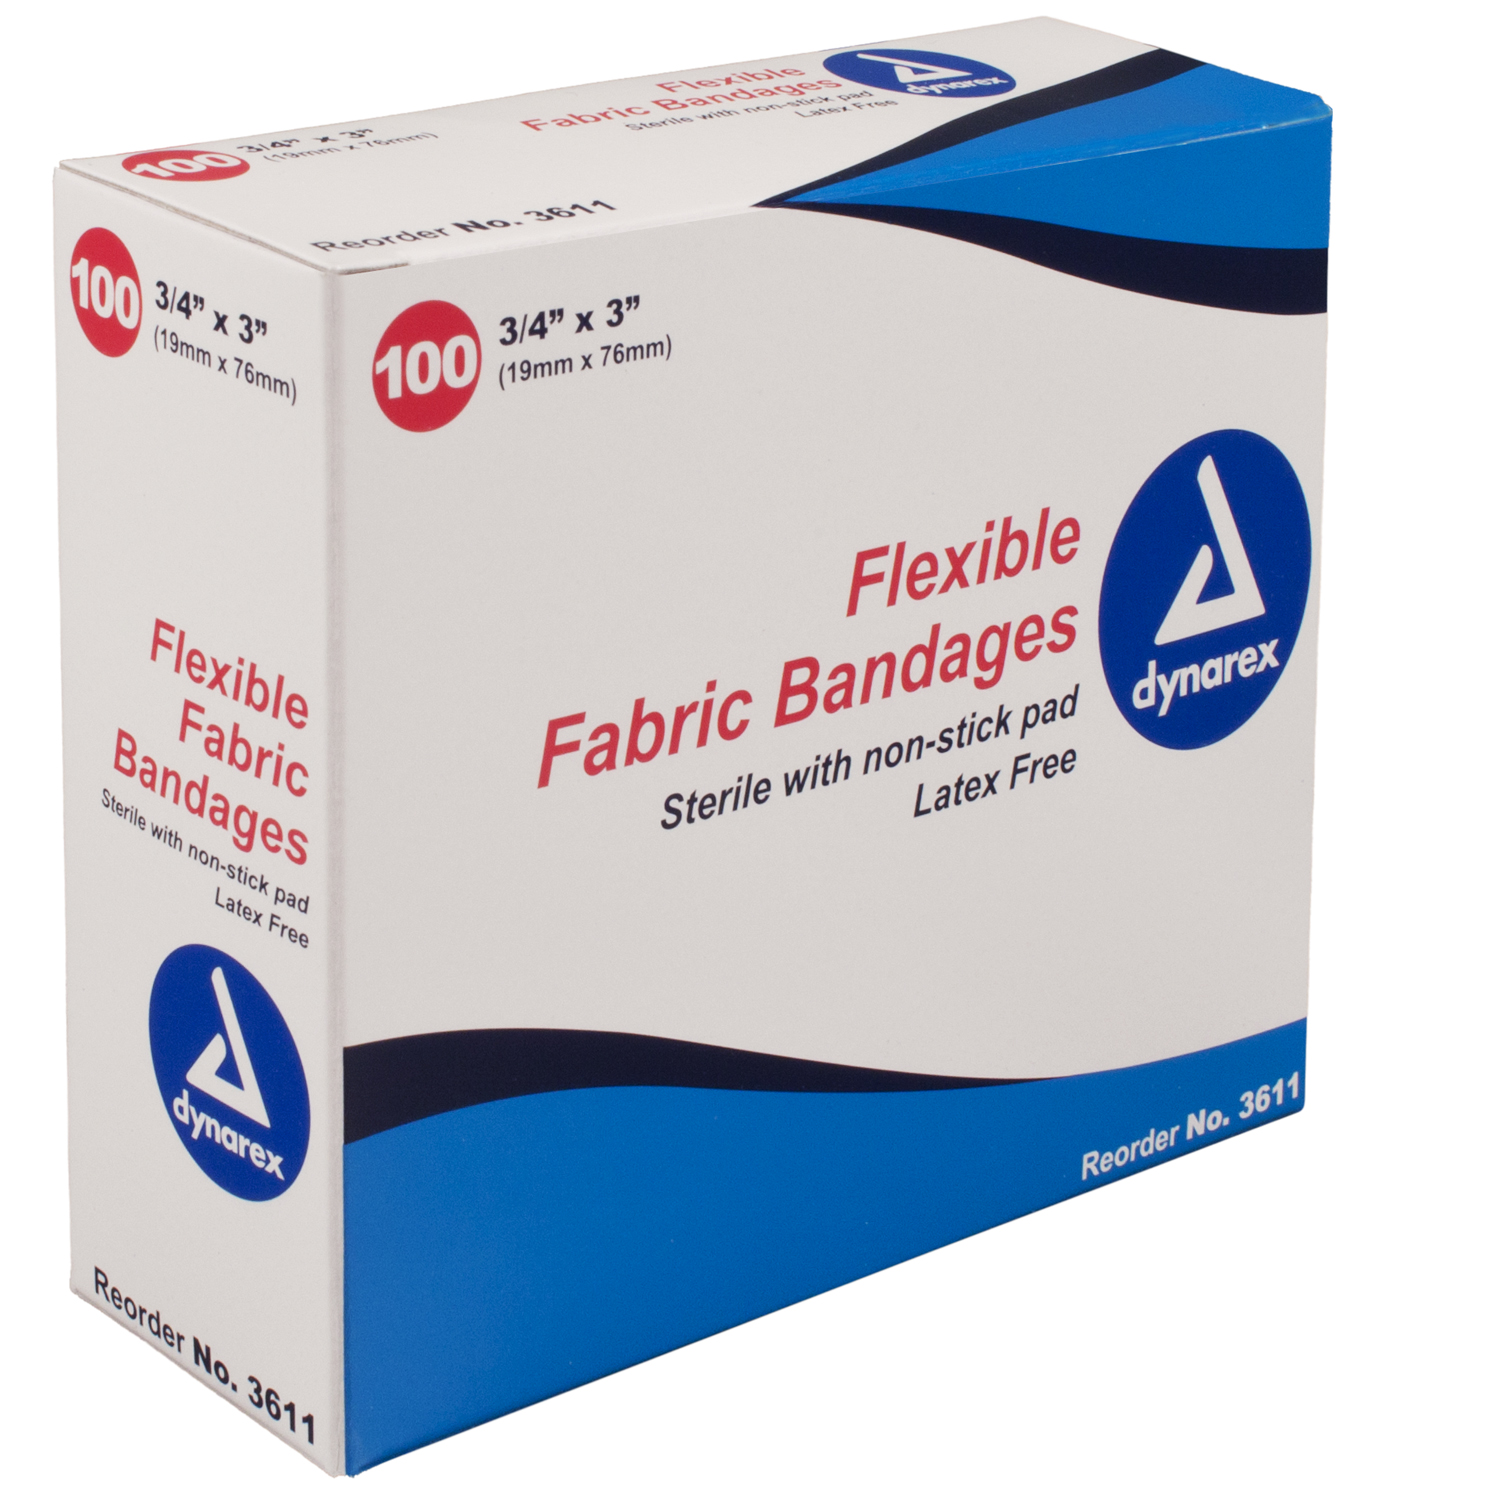 100
3/4” x 3”
(19mm x 76mm)
Flexible
Fabric Bandages
Sterile with non-stick pad
Latex Free
dynarex
Reorder No. 3611
100
3/4” x 3”
(19mm x 76mm)
Flexible
Fabric
Bandages
Sterile with non-stick pad
Latex Free
dynarex
Reorder No. 3611
100
3/4” x 3”
(19mm x 76mm)
Flexible
Fabric Bandages
Sterile with non-stick pad
Latex Free
dynarex
Reorder No. 3611